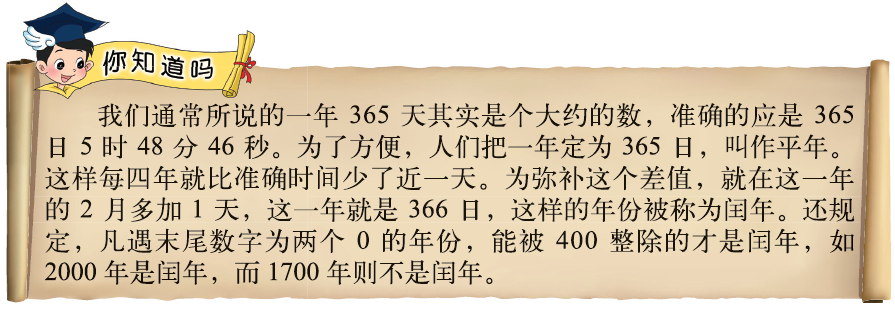 你知道吗
我们通常所说的一年 365 天其实是个大约的数，准确的应是 365
日 5 时 48 分 46 秒。为了方便，人们把一年定为 365 日，叫作平年。
这样每四年就比准确时间少了近一天。为弥补这个差值，就在这一年
的 2 月多加 1 天，这一年就是 366 日，这样的年份被称为闰年。还规
定，凡遇末尾数字为两个 0 的年份，能被 400 整除的才是闰年，如
2000 年是闰年，而 1700 年则不是闰年。